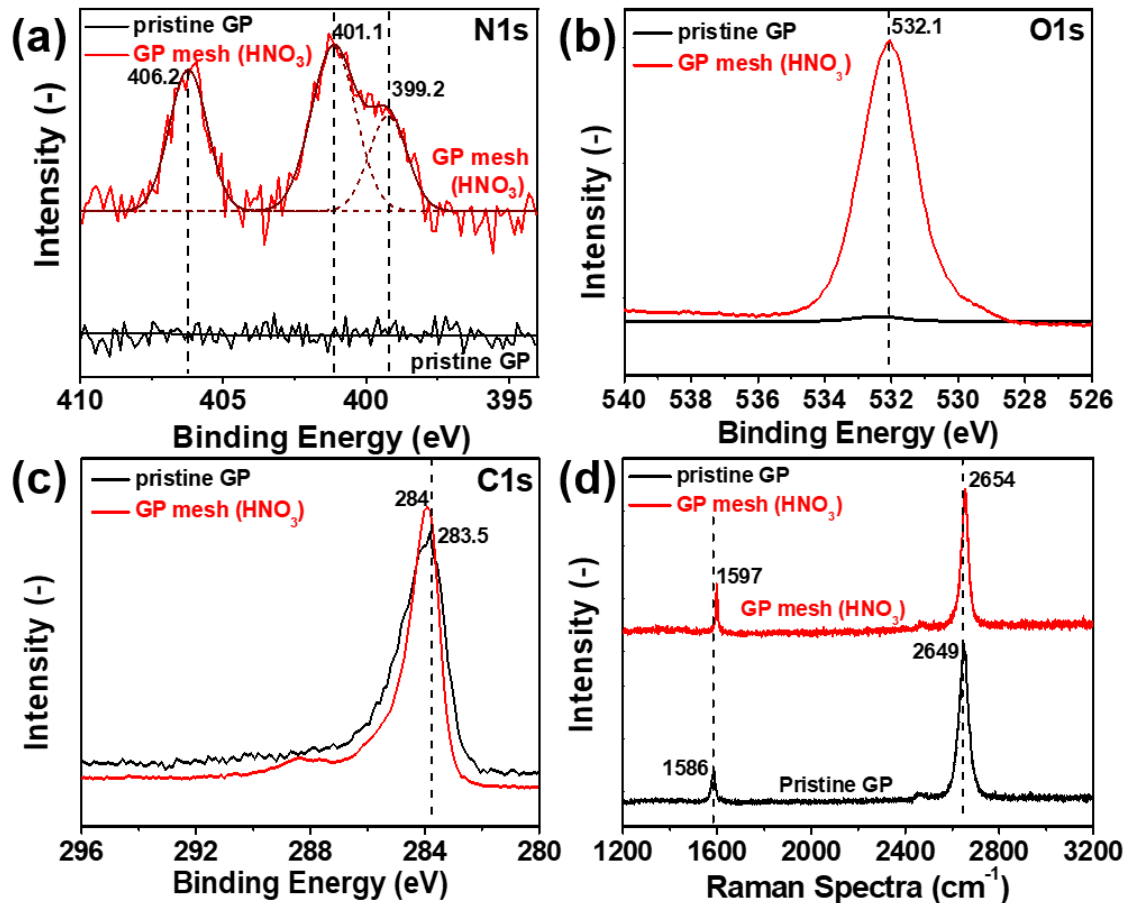 (a)
pristine GP
GP mesh (HNO₃)
N1s
406.2
401.1
399.2
GP mesh
(HNO₃)
pristine GP
Intensity (-)
410
405
400
395
Binding Energy (eV)
(b)
pristine GP
GP mesh (HNO₃)
O1s
532.1
Intensity (-)
540
538
536
534
532
530
528
526
Binding Energy (eV)
(c)
pristine GP
GP mesh (HNO₃)
C1s
284
283.5
Intensity (-)
296
292
288
284
280
Binding Energy (eV)
(d)
pristine GP
GP mesh (HNO₃)
2654
1597
GP mesh (HNO₃)
2649
1586
Pristine GP
Intensity (-)
1200
1600
2000
2400
2800
3200
Raman Spectra (cm⁻¹)